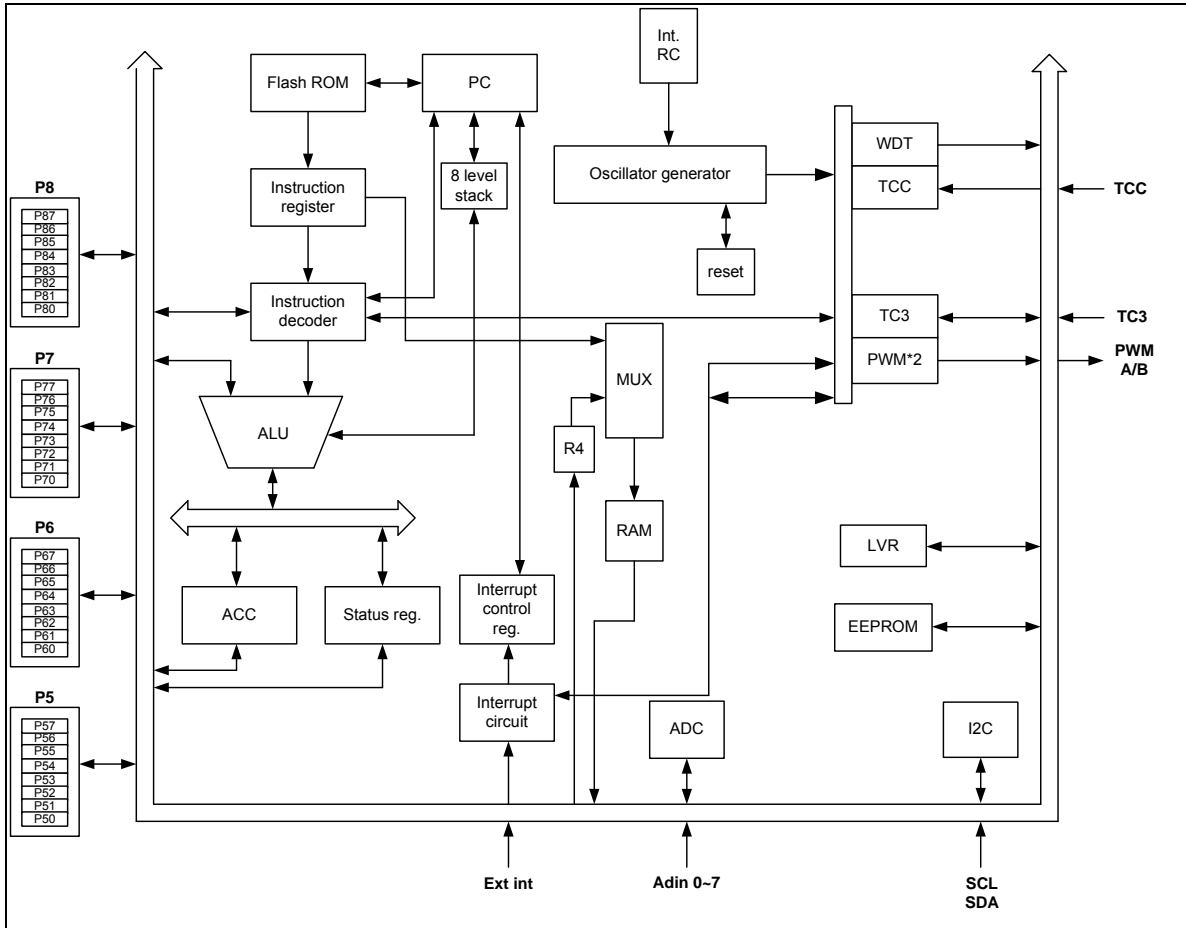 Int.
RC
Flash ROM
PC
WDT
Oscillator generator
TCC
TCC
8 level
stack
Instruction
register
reset
P8
P87
P86
P85
P84
P83
P82
P81
P80
Instruction
decoder
TC3
TC3
PWM*2
PWM
A/B
MUX
P7
P77
P76
P75
P74
P73
P72
P71
P70
ALU
R4
RAM
LVR
P6
P67
P66
P65
P64
P63
P62
P61
P60
ACC
Status reg.
Interrupt
control
reg.
EEPROM
P5
P57
P56
P55
P54
P53
P52
P51
P50
Interrupt
circuit
ADC
I2C
Ext int
Adin 0~7
SCL
SDA